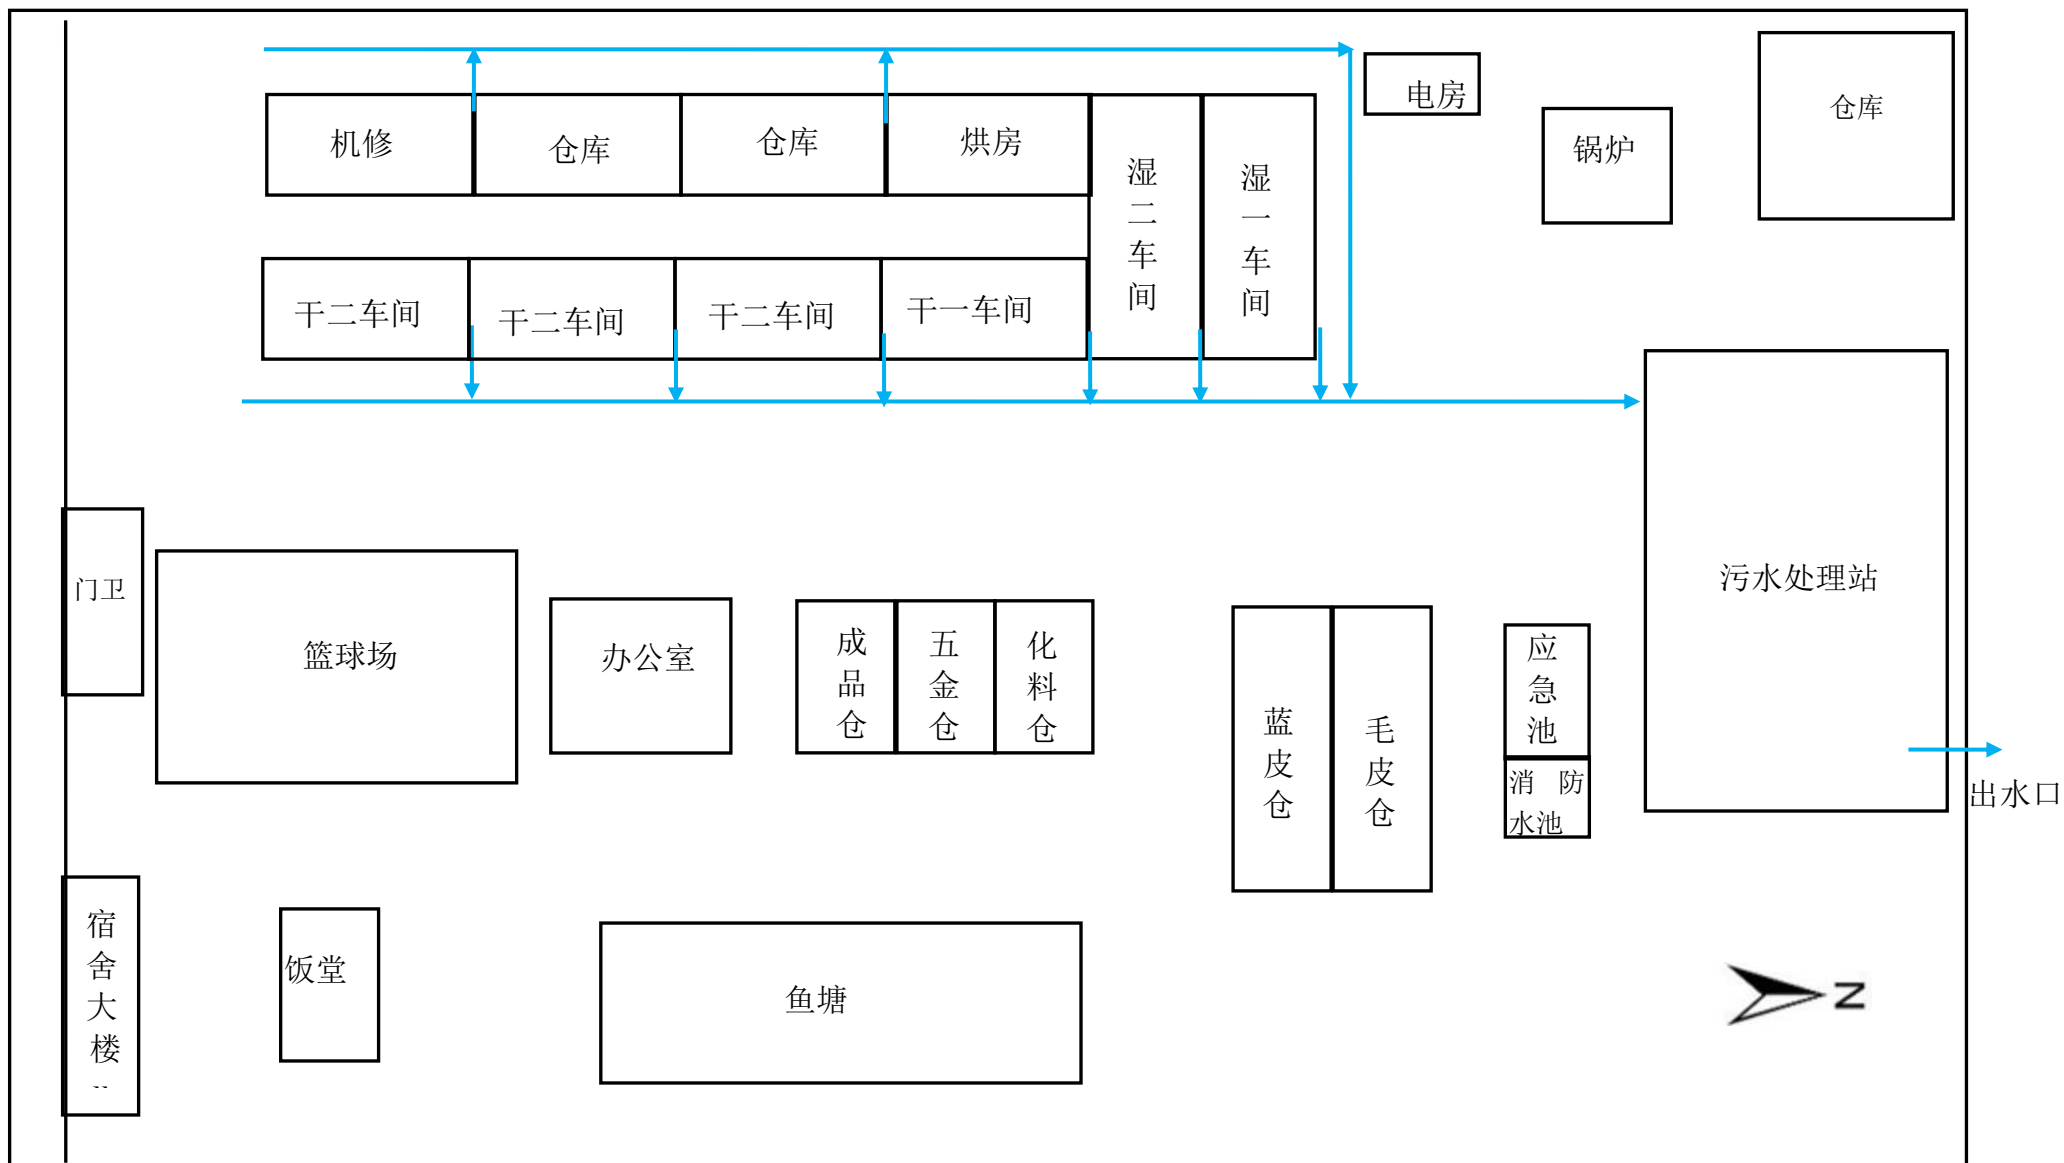 电房
仓库
机修
仓库
仓库
烘房
湿二车间
湿一车间
锅炉
干二车间
干二车间
干二车间
干一车间
门卫
篮球场
办公室
成品仓
五金仓
化料仓
蓝皮仓
毛皮仓
应急池
消 防
水池
污水处理站
出水口
宿舍大楼
饭堂
鱼塘
N